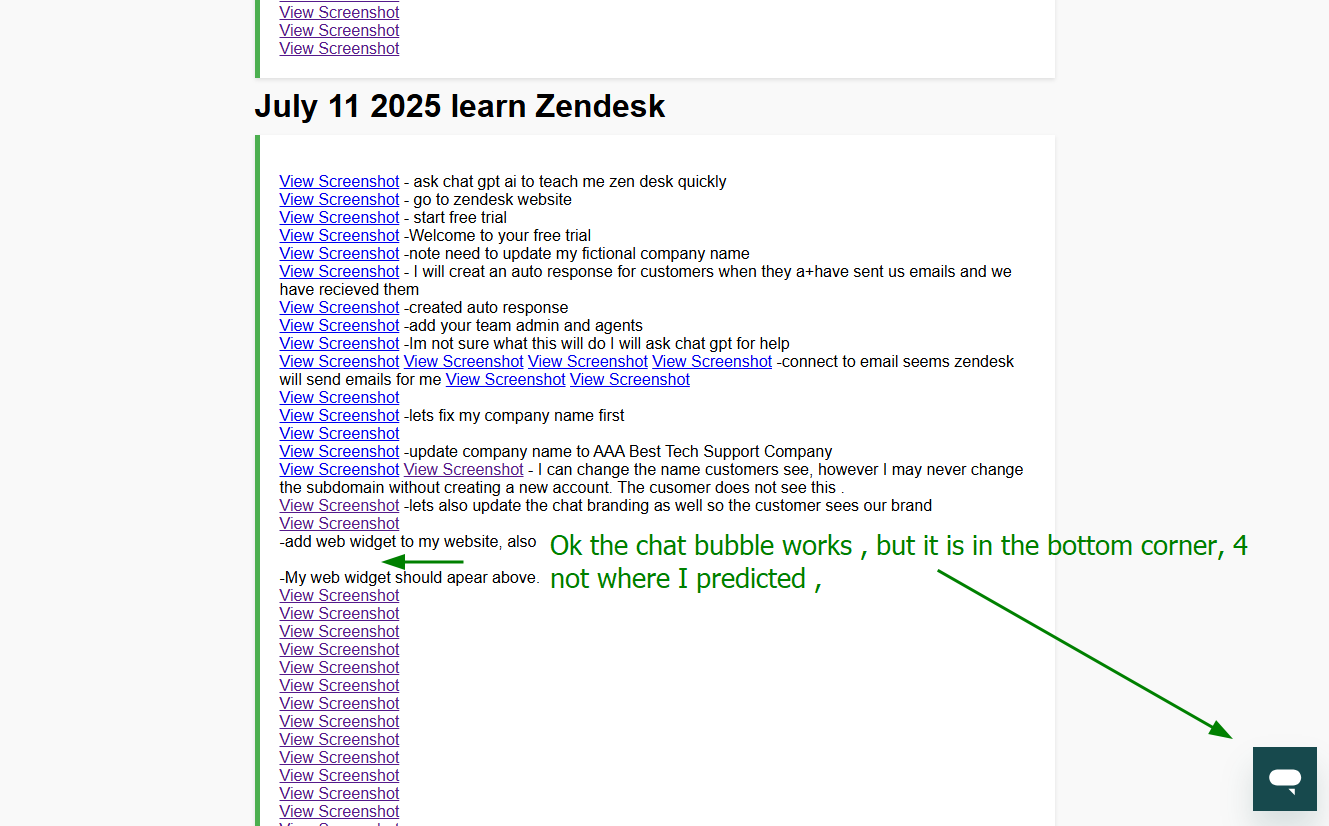 View Screenshot
View Screenshot
View Screenshot
July 11 2025 learn Zendesk
View Screenshot - ask chat gpt ai to teach me zen desk quickly
View Screenshot - go to zendesk website
View Screenshot - start free trial
View Screenshot -Welcome to your free trial
View Screenshot -note need to update my fictional company name
View Screenshot - I will creat an auto response for customers when they a+have sent us emails and we
have recieved them
View Screenshot -created auto response
View Screenshot -add your team admin and agents
View Screenshot -Im not sure what this will do I will ask chat gpt for help
View Screenshot View Screenshot View Screenshot View Screenshot -connect to email seems zendesk
will send emails for me View Screenshot View Screenshot
View Screenshot
View Screenshot -lets fix my company name first
View Screenshot
View Screenshot -update company name to AAA Best Tech Support Company
View Screenshot View Screenshot - I can change the name customers see, however I may never change
the subdomain without creating a new account. The cusomer does not see this .
View Screenshot -lets also update the chat branding as well so the customer sees our brand
View Screenshot
-add web widget to my website, also
Ok the chat bubble works , but it is in the bottom corner, 4
not where I predicted ,
-My web widget should apear above.
View Screenshot
View Screenshot
View Screenshot
View Screenshot
View Screenshot
View Screenshot
View Screenshot
View Screenshot
View Screenshot
View Screenshot
View Screenshot
View Screenshot
View Screenshot